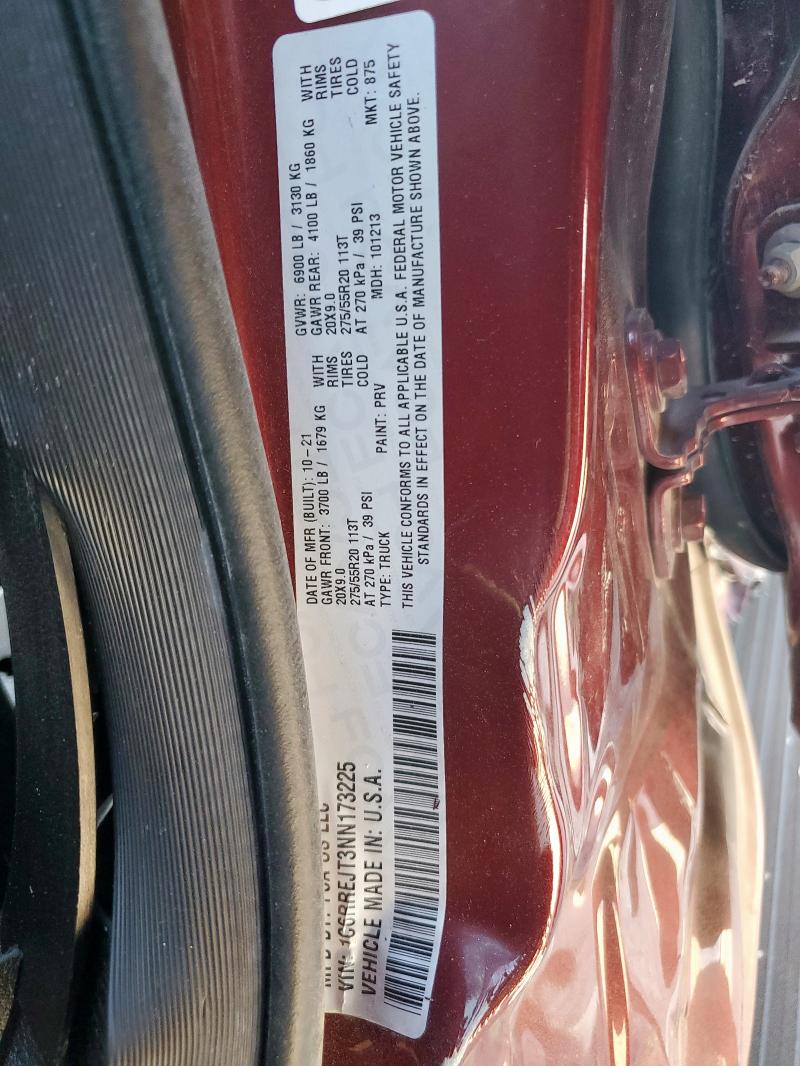 MFD BY: FCA US LLC
VIN: 1C6RREJT3NN173225
VEHICLE MADE IN: U.S.A.
DATE OF MFR (BUILT): 10-21
GAWR FRONT: 3700 LB / 1679 KG WITH
20X9.0 RIMS
275/55R20 113T TIRES
AT 270 kPa / 39 PSI COLD
TYPE: TRUCK PAINT: PRV
GVWR: 6900 LB / 3130 KG
GAWR REAR: 4100 LB / 1860 KG WITH
20X9.0 RIMS
275/55R20 113T TIRES
AT 270 kPa / 39 PSI COLD
MDH: 101213 MKT: 875
THIS VEHICLE CONFORMS TO ALL APPLICABLE U.S.A. FEDERAL MOTOR VEHICLE SAFETY
STANDARDS IN EFFECT ON THE DATE OF MANUFACTURE SHOWN ABOVE.